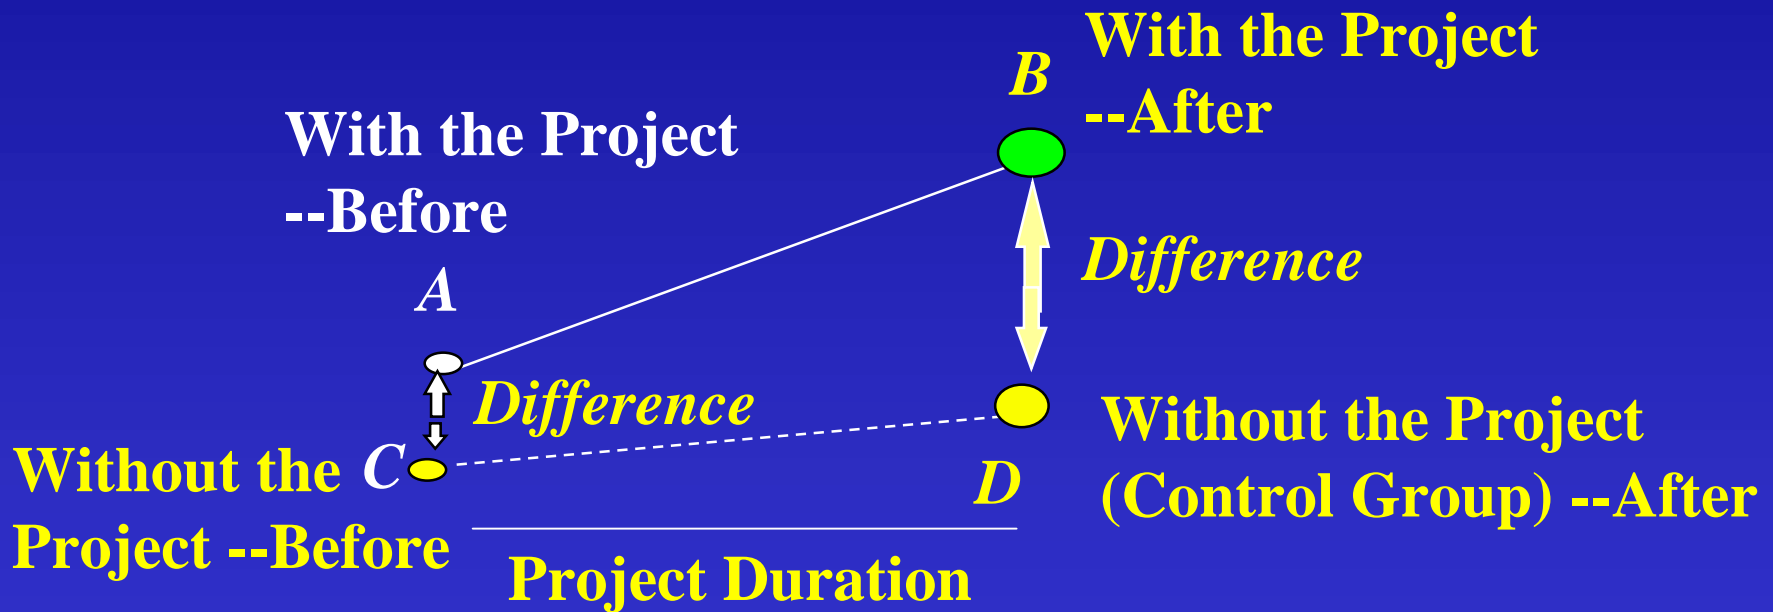 With the Project
--Before
A
B
With the Project
--After
Difference
Difference
Without the C
Project --Before
D
Without the Project
(Control Group) --After
Project Duration